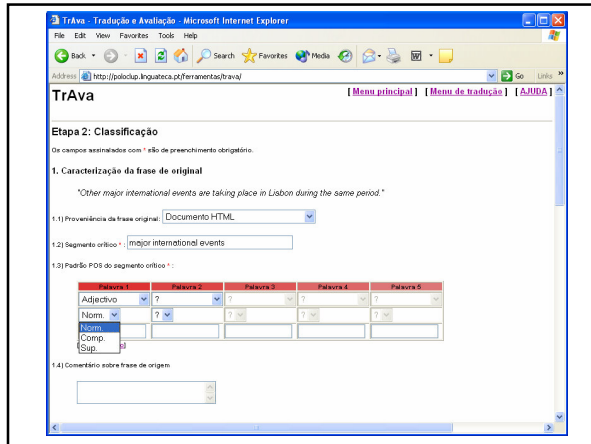 TrAva - Tradução e Avaliação - Microsoft Internet Explorer
File Edit View Favorites Tools Help
Back Search Favorites Media
Address http://poloclup.linguateca.pt/ferramentas/trava/ Go Links »
TrAva [ Menu principal ] [ Menu de tradução ] [ AJUDA ]
Etapa 2: Classificação
Os campos assinalados com * são de preenchimento obrigatório.
1. Caracterização da frase de original
"Other major international events are taking place in Lisbon during the same period."
1.1) Proveniência da frase original: Documento HTML
1.2) Segmento crítico * : major international events
1.3) Padrão POS do segmento crítico * :
Palavra 1 Palavra 2 Palavra 3 Palavra 4 Palavra 5
Adjectivo ? ? ? ?
Norm. ? ? ? ?
Norm.
Comp.
Sup.
1.4) Comentário sobre frase de origem